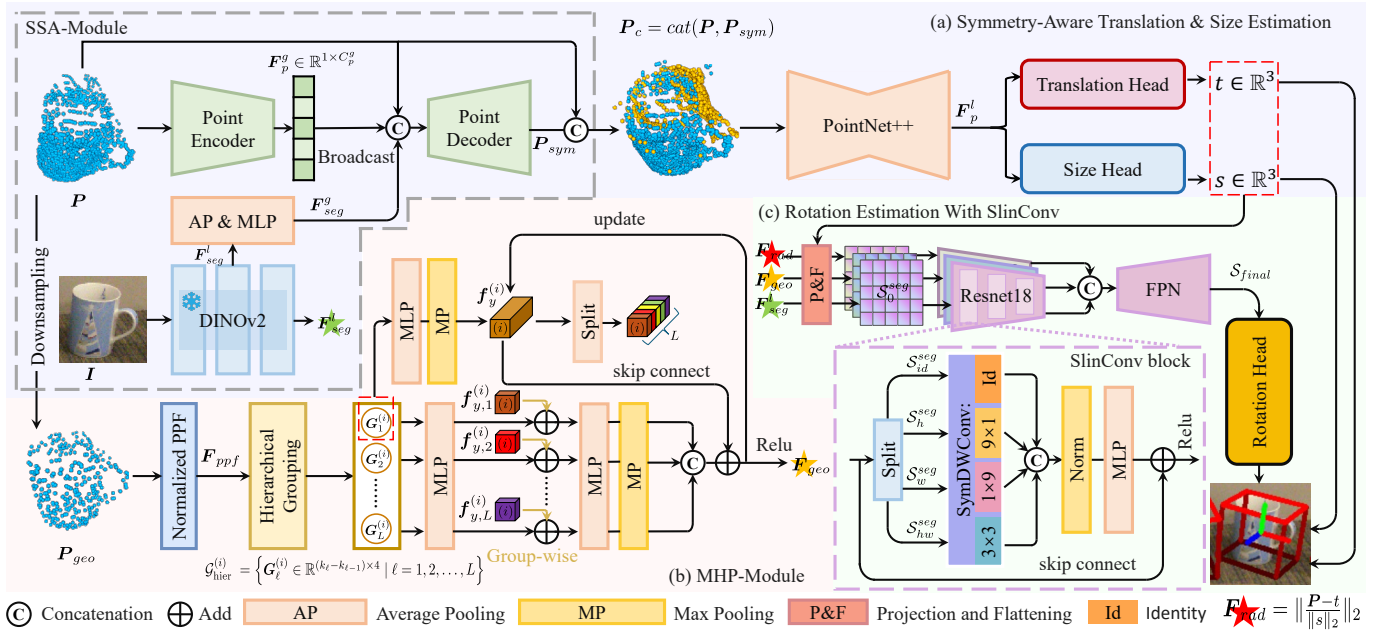 SSA-Module
(a) Symmetry-Aware Translation & Size Estimation
P_c = cat(P, P_sym)
F_p^g ∈ ℝ^{1×C_p^g}
Point Encoder
Broadcast
C
Point Decoder
P_sym
C
PointNet++
F_p^l
Translation Head
t ∈ ℝ^3
Size Head
s ∈ ℝ^3
P
Downsampling
AP & MLP
F_seg^g
F_seg^l
DINOv2
F_seg^l
I
update
MLP
MP
f_y^{(i)}
(i)
Split
(i)
L
skip connect
(c) Rotation Estimation With SlinConv
F_rad
F_geo
F_seg^l
P&F
S_0^seg
Resnet18
C
FPN
S_final
Rotation Head
SlinConv block
Split
S_id^seg
S_h^seg
S_w^seg
S_hw^seg
SymDWConv:
Id
9×1
1×9
3×3
C
Norm
MLP
Relu
skip connect
P_geo
Normalized PPF
F_ppf
Hierarchical Grouping
G_1^{(i)}
G_2^{(i)}
G_L^{(i)}
MLP
f_{y,1}^{(i)}
(i)
f_{y,2}^{(i)}
(i)
f_{y,L}^{(i)}
(i)
Group-wise
MLP
MP
C
Relu
F_geo
𝒢_hier^{(i)} = {G_ℓ^{(i)} ∈ ℝ^{(k_ℓ−k_{ℓ−1})×4} | ℓ = 1, 2, . . . , L}
(b) MHP-Module
C Concatenation
Add
AP Average Pooling
MP Max Pooling
P&F Projection and Flattening
Id Identity
F_rad = ‖(P−t)/‖s‖_2‖_2